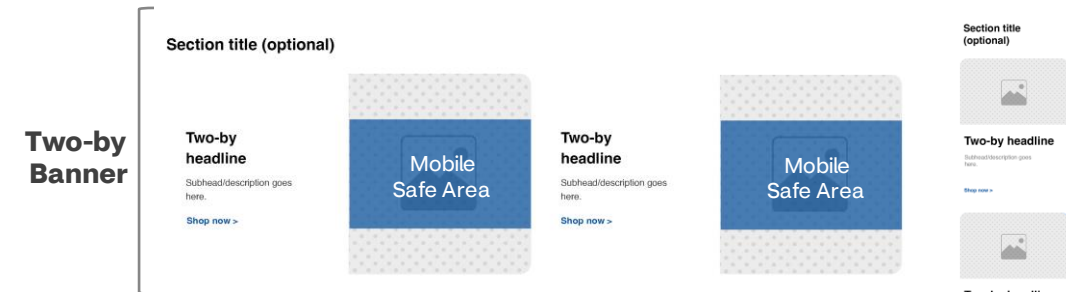 Two-by
Banner
Section title (optional)
Two-by
headline
Subhead/description goes
here.
Shop now >
Mobile
Safe Area
Two-by
headline
Subhead/description goes
here.
Shop now >
Mobile
Safe Area
Section title
(optional)
Two-by headline
Subhead/description goes
here.
Shop now >